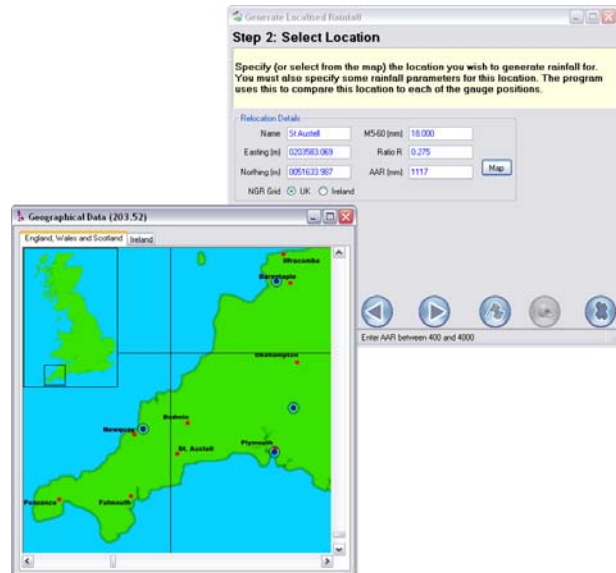 Generate Localised Rainfall
Step 2: Select Location
Specify (or select from the map) the location you wish to generate rainfall for.
You must also specify some rainfall parameters for this location. The program
uses this to compare this location to each of the gauge positions.
Relocation Details
Name St Austell M5-60 (mm) 18.000
Easting (m) 0203583.069 Ratio R 0.275
Northing (m) 0051633.987 AAR (mm) 1117 Map
NGR Grid UK Ireland
Enter AAR between 400 and 4000
Geographical Data (203.52)
England, Wales and Scotland Ireland
Ilfracombe
Barnstaple
Okehampton
Bodmin
Newquay
St. Austell Plymouth
Penzance Falmouth